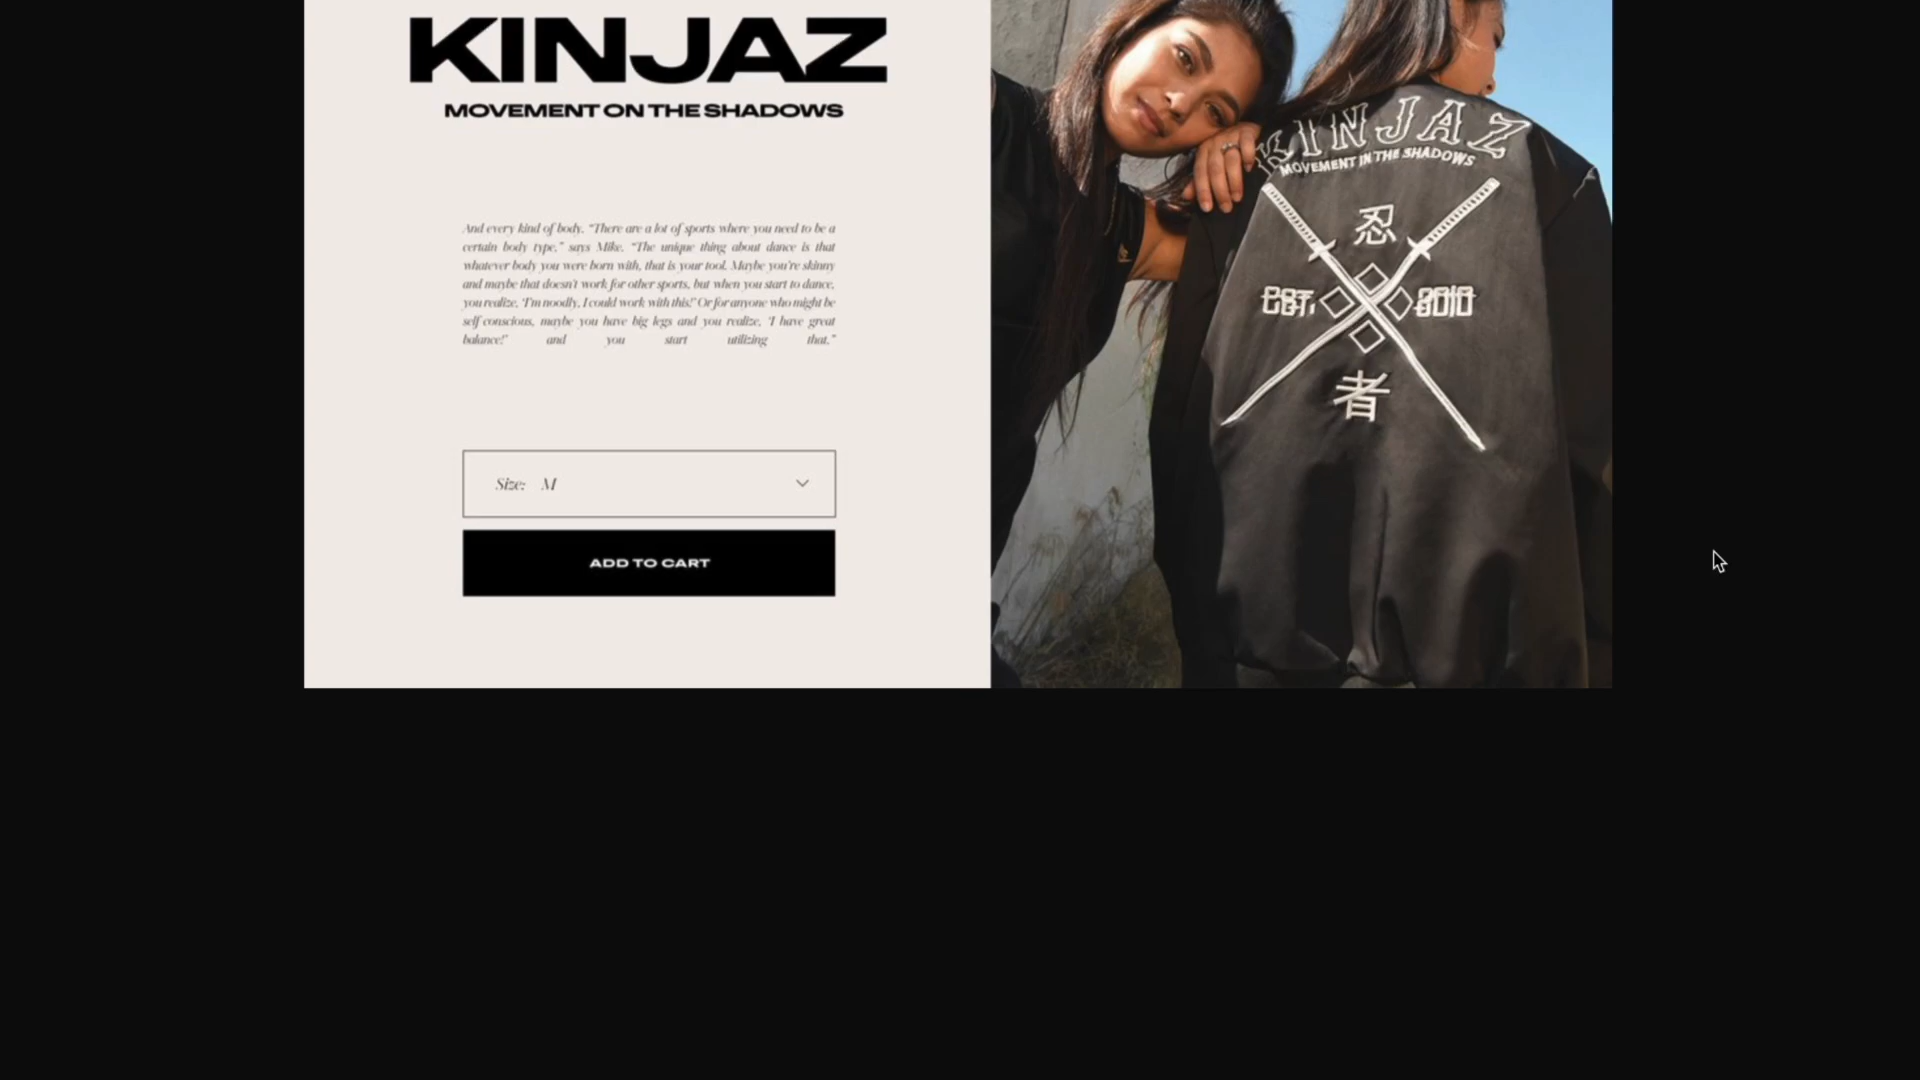 KINJAZ
MOVEMENT ON THE SHADOWS
And every kind of body. “There are a lot of sports where you need to be a
certain body type,” says Mike. “The unique thing about dance is that
whatever body you were born with, that is your tool. Maybe you’re skinny
and maybe that doesn’t work for other sports, but when you start to dance,
you realize, ‘I’m noodly, I could work with this!’ Or for anyone who might be
self conscious, maybe you have big legs and you realize, ‘I have great
balance!’ and you start utilizing that.”
Size: M
ADD TO CART
KINJAZ
MOVEMENT IN THE SHADOWS
忍
EST. 2010
者